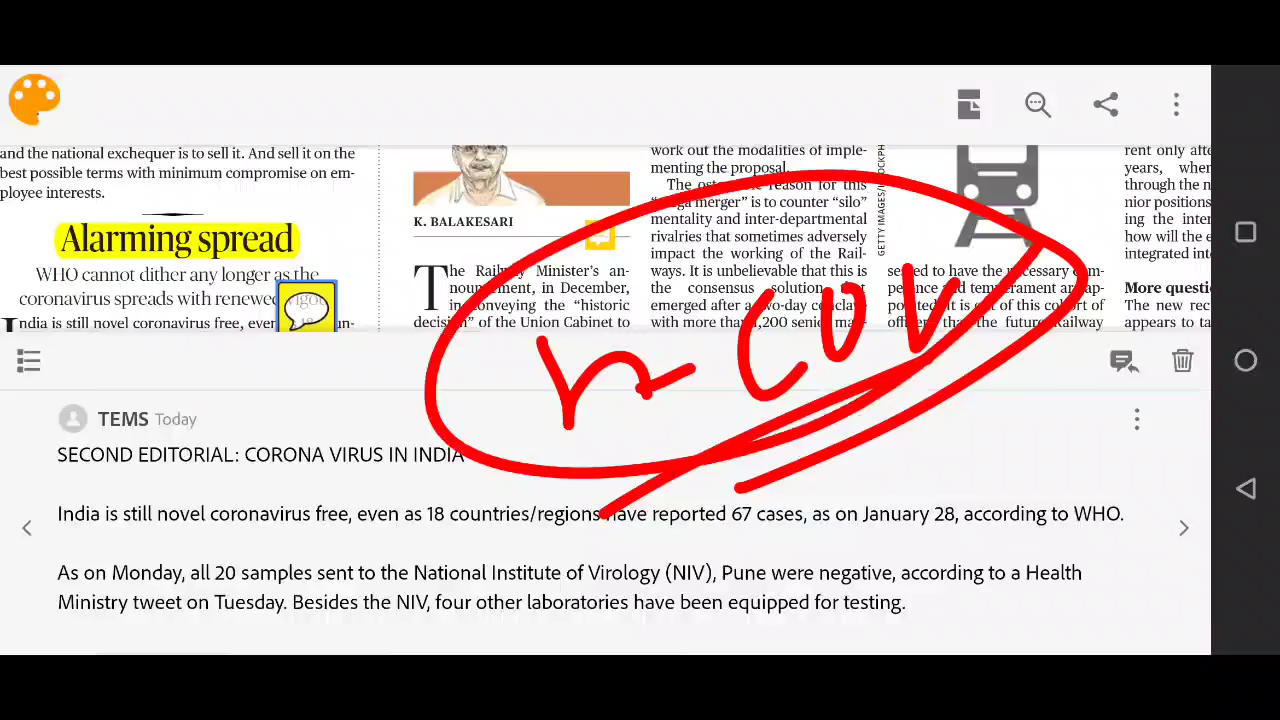 and the national exchequer is to sell it. And sell it on the
best possible terms with minimum compromise on em-
ployee interests.
Alarming spread
WHO cannot dither any longer as the
coronavirus spreads with renewed vigour
India is still novel coronavirus free, even
K. BALAKESARI
The Railway Minister's an-
nouncement, in December,
in conveying the "historic
decision" of the Union Cabinet to
work out the modalities of imple-
menting the proposal.
The ostensible reason for this
"mega merger" is to counter "silo"
mentality and inter-departmental
rivalries that sometimes adversely
impact the working of the Rail-
ways. It is unbelievable that this is
the consensus solution that
emerged after a two-day conclave
with more than 1,200 senior man-
GETTY IMAGES/ISTOCKPH
seemed to have the necessary com-
petence and temperament are ap-
pointed. It is out of this cohort of
officers that the future Railway
rent only afte
years, when
through the n
nior positions
ing the inter
how will the e
integrated int
More questi
The new rec
appears to ta
n-COV
TEMS Today
SECOND EDITORIAL: CORONA VIRUS IN INDIA
India is still novel coronavirus free, even as 18 countries/regions have reported 67 cases, as on January 28, according to WHO.
As on Monday, all 20 samples sent to the National Institute of Virology (NIV), Pune were negative, according to a Health
Ministry tweet on Tuesday. Besides the NIV, four other laboratories have been equipped for testing.